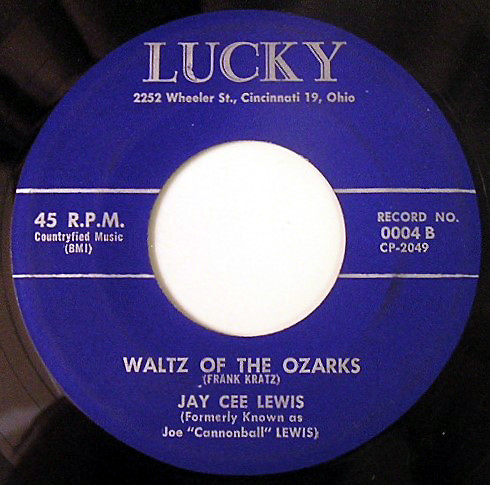 LUCKY
2252 Wheeler St., Cincinnati 19, Ohio
45 R.P.M.
Countryfied Music
(BMI)
RECORD NO.
0004 B
CP-2049
WALTZ OF THE OZARKS
(FRANK KRATZ)
JAY CEE LEWIS
(Formerly Known as
Joe "Cannonball" LEWIS)